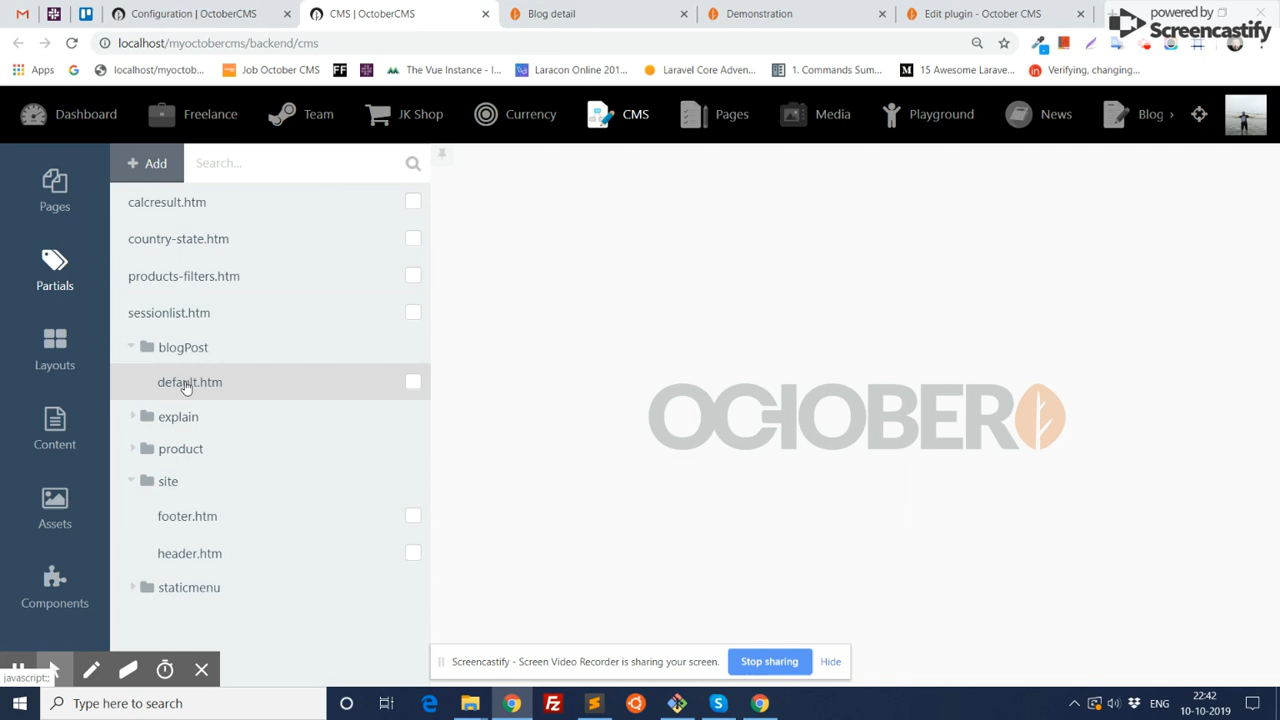 Configuration | OctoberCMS
CMS | OctoberCMS
Blog detail
Demonstration
Edit plugin - October CMS
powered by
Screencastify
localhost/myoctobercms/backend/cms
Apps
localhost/myoctob...
Job October CMS
The Vue Instance - I...
Laracon Online 201...
Laravel Core Adven...
1. Commands Sum...
15 Awesome Larave...
Verifying, changing...
Dashboard
Freelance
Team
JK Shop
Currency
CMS
Pages
Media
Playground
News
Blog
+ Add
Search...
Pages
Partials
Layouts
Content
Assets
Components
calcresult.htm
country-state.htm
products-filters.htm
sessionlist.htm
blogPost
default.htm
explain
product
site
footer.htm
header.htm
staticmenu
OCTOBER
javascript:;
Screencastify - Screen Video Recorder is sharing your screen.
Stop sharing
Hide
Type here to search
ENG
22:42
10-10-2019